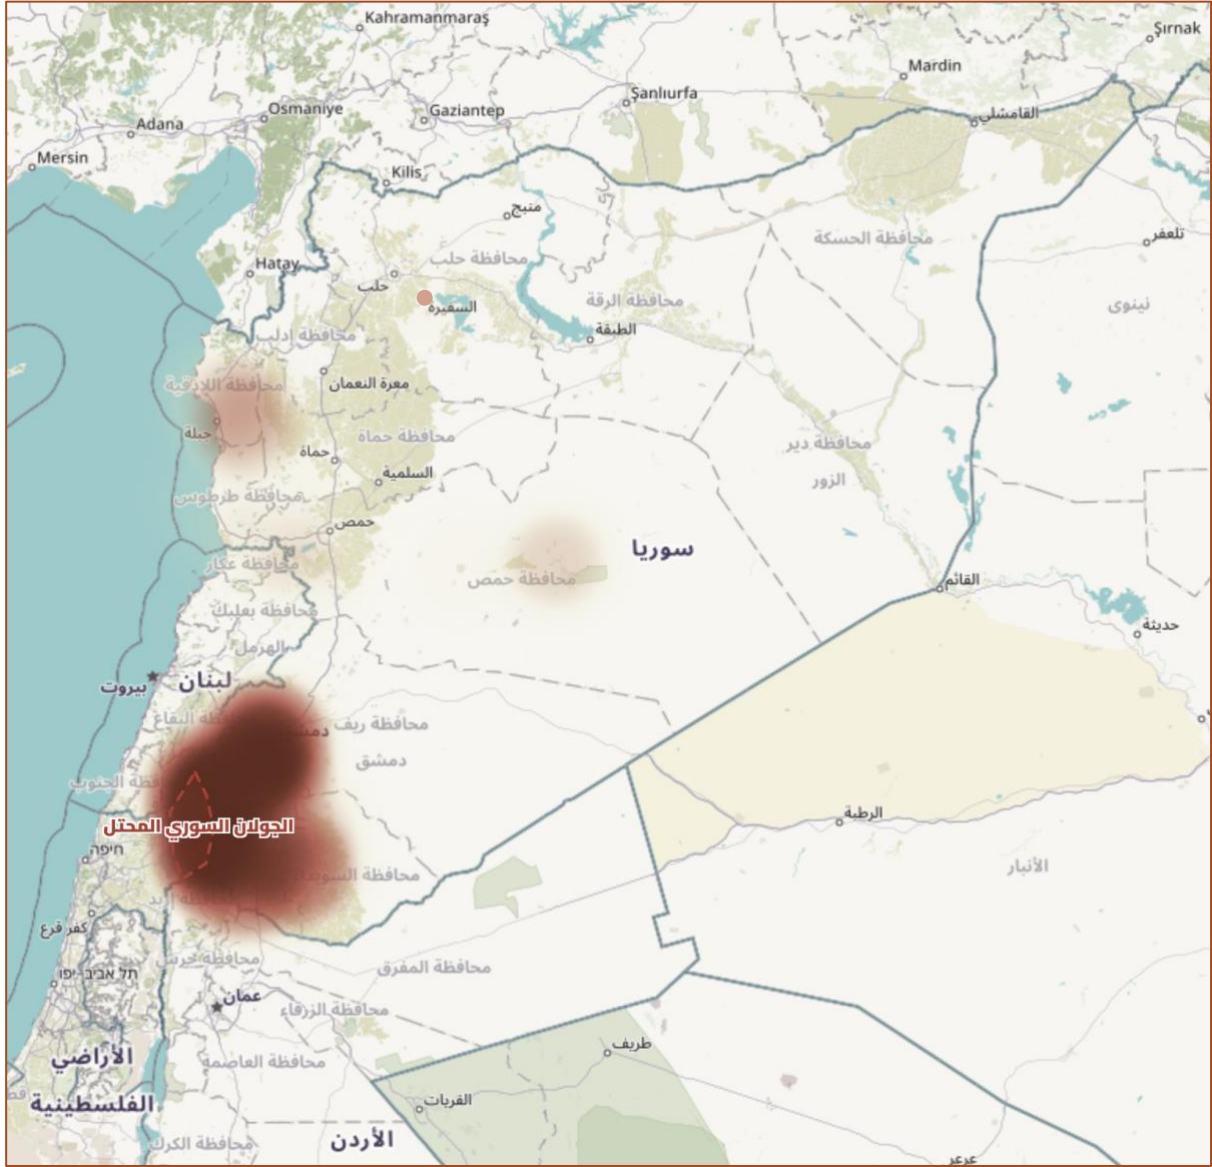 Kahramanmaraş
Şırnak
Mardin
Şanlıurfa
Osmaniye
Gaziantep
القامشلي
Adana
Mersin
Kilis
منبج
تلعفر
محافظة الحسكة
محافظة حلب
Hatay
حلب
السفيرة
محافظة الرقة
نينوى
الطبقة
محافظة إدلب
محافظة اللاذقية
معرة النعمان
جبلة
محافظة حماة
حماة
محافظة دير
الزور
السلمية
محافظة طرطوس
حمص
سوريا
محافظة عكار
محافظة حمص
القائم
محافظة بعلبك
الهرمل
حديثة
لبنان
بيروت
محافظة ريف
دمشق
الجولان السوري المحتل
الرطبة
حيفا
الأنبار
كفر قرع
محافظة جرش
محافظة المفرق
תל אביב-יפו
عمان
محافظة الزرقاء
طريف
الأراضي
الفلسطينية
محافظة العاصمة
القريات
الأردن
محافظة الكرك
عرعر